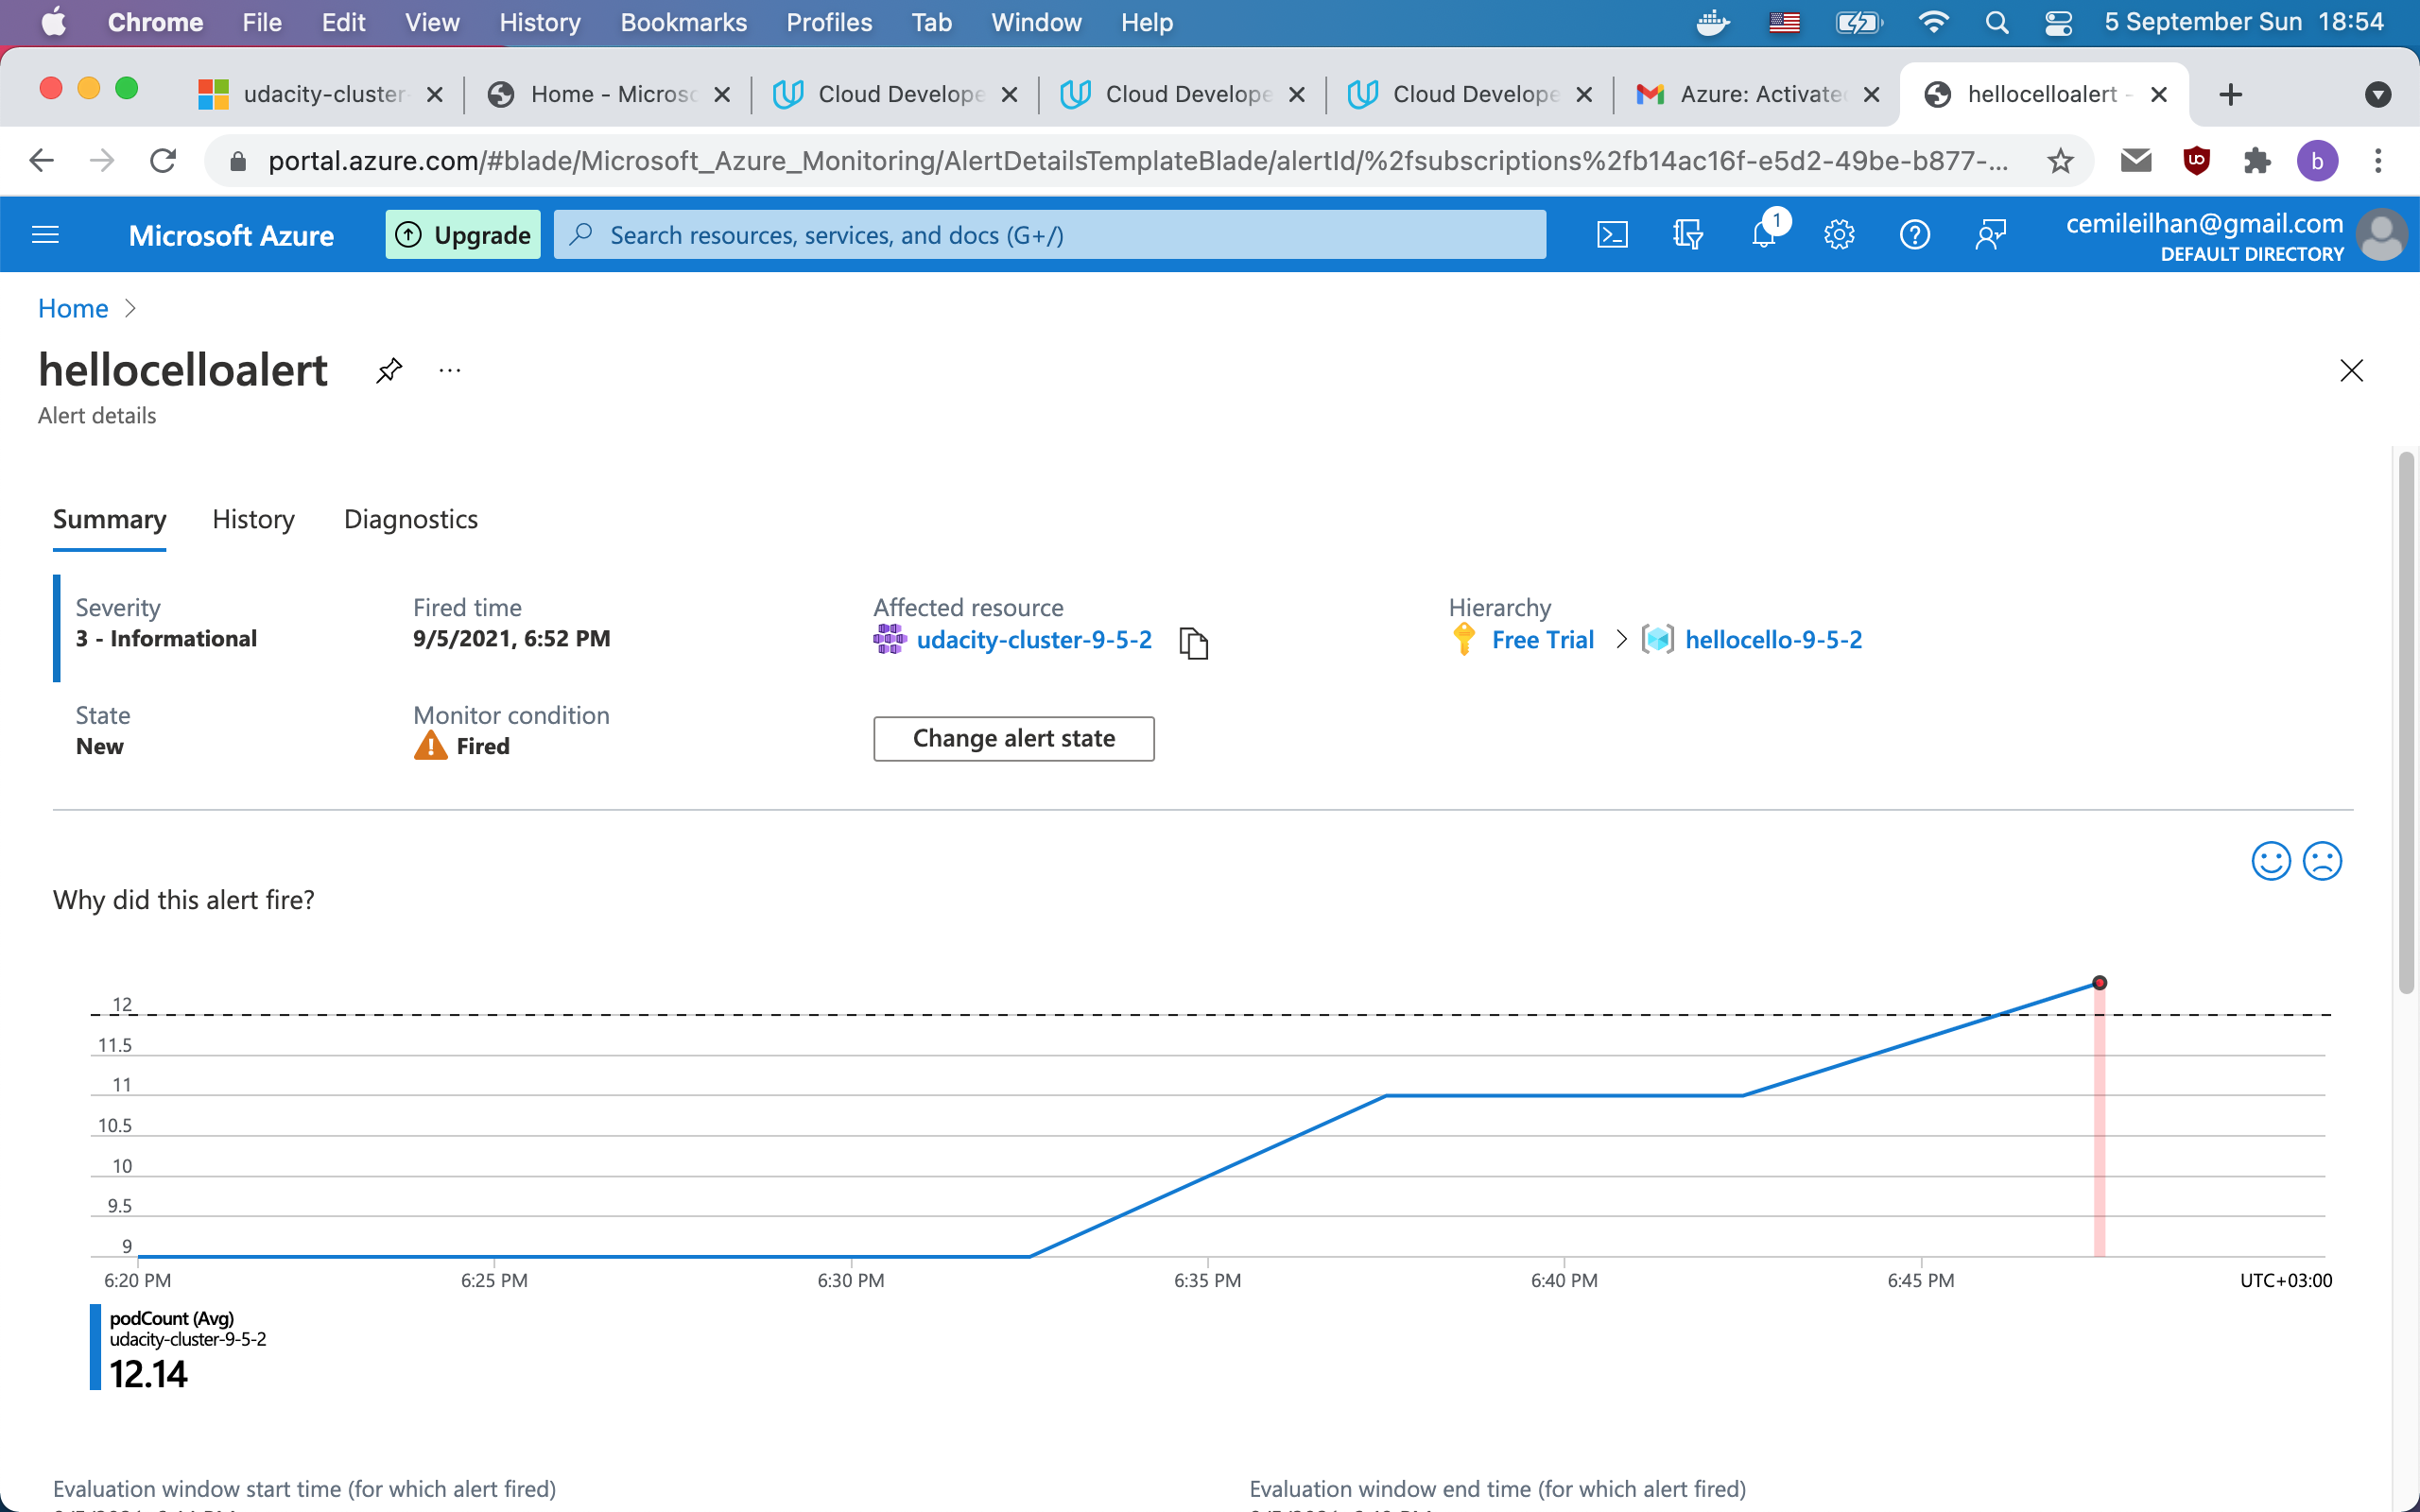 Chrome File Edit View History Bookmarks Profiles Tab Window Help 5 September Sun 18:54
udacity-cluster Home - Microso Cloud Develope Cloud Develope Cloud Develope Azure: Activate hellocelloalert -
portal.azure.com/#blade/Microsoft_Azure_Monitoring/AlertDetailsTemplateBlade/alertId/%2fsubscriptions%2fb14ac16f-e5d2-49be-b877-... b
Microsoft Azure Upgrade Search resources, services, and docs (G+/) 1 cemileilhan@gmail.com
DEFAULT DIRECTORY
Home >
hellocelloalert ...
Alert details
Summary History Diagnostics
Severity Fired time Affected resource Hierarchy
3 - Informational 9/5/2021, 6:52 PM udacity-cluster-9-5-2 Free Trial > hellocello-9-5-2
State Monitor condition
New Fired Change alert state
Why did this alert fire?
12
11.5
11
10.5
10
9.5
9
6:20 PM 6:25 PM 6:30 PM 6:35 PM 6:40 PM 6:45 PM UTC+03:00
podCount (Avg)
udacity-cluster-9-5-2
12.14
Evaluation window start time (for which alert fired) Evaluation window end time (for which alert fired)